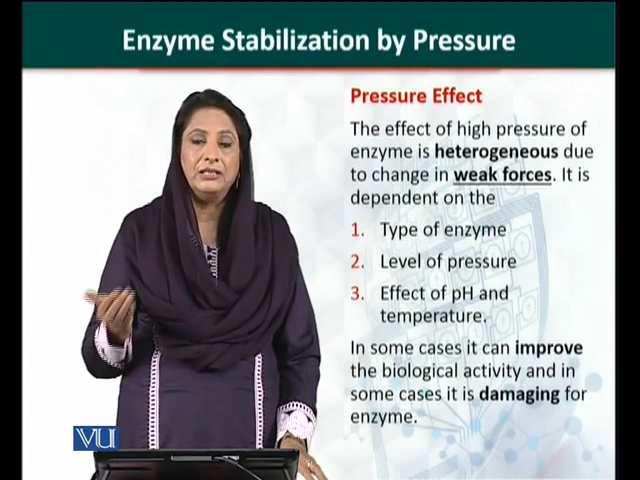 Enzyme Stabilization by Pressure
Pressure Effect
The effect of high pressure of
enzyme is heterogeneous due
to change in weak forces. It is
dependent on the
1. Type of enzyme
2. Level of pressure
3. Effect of pH and
temperature.
In some cases it can improve
the biological activity and in
some cases it is damaging for
enzyme.
VU